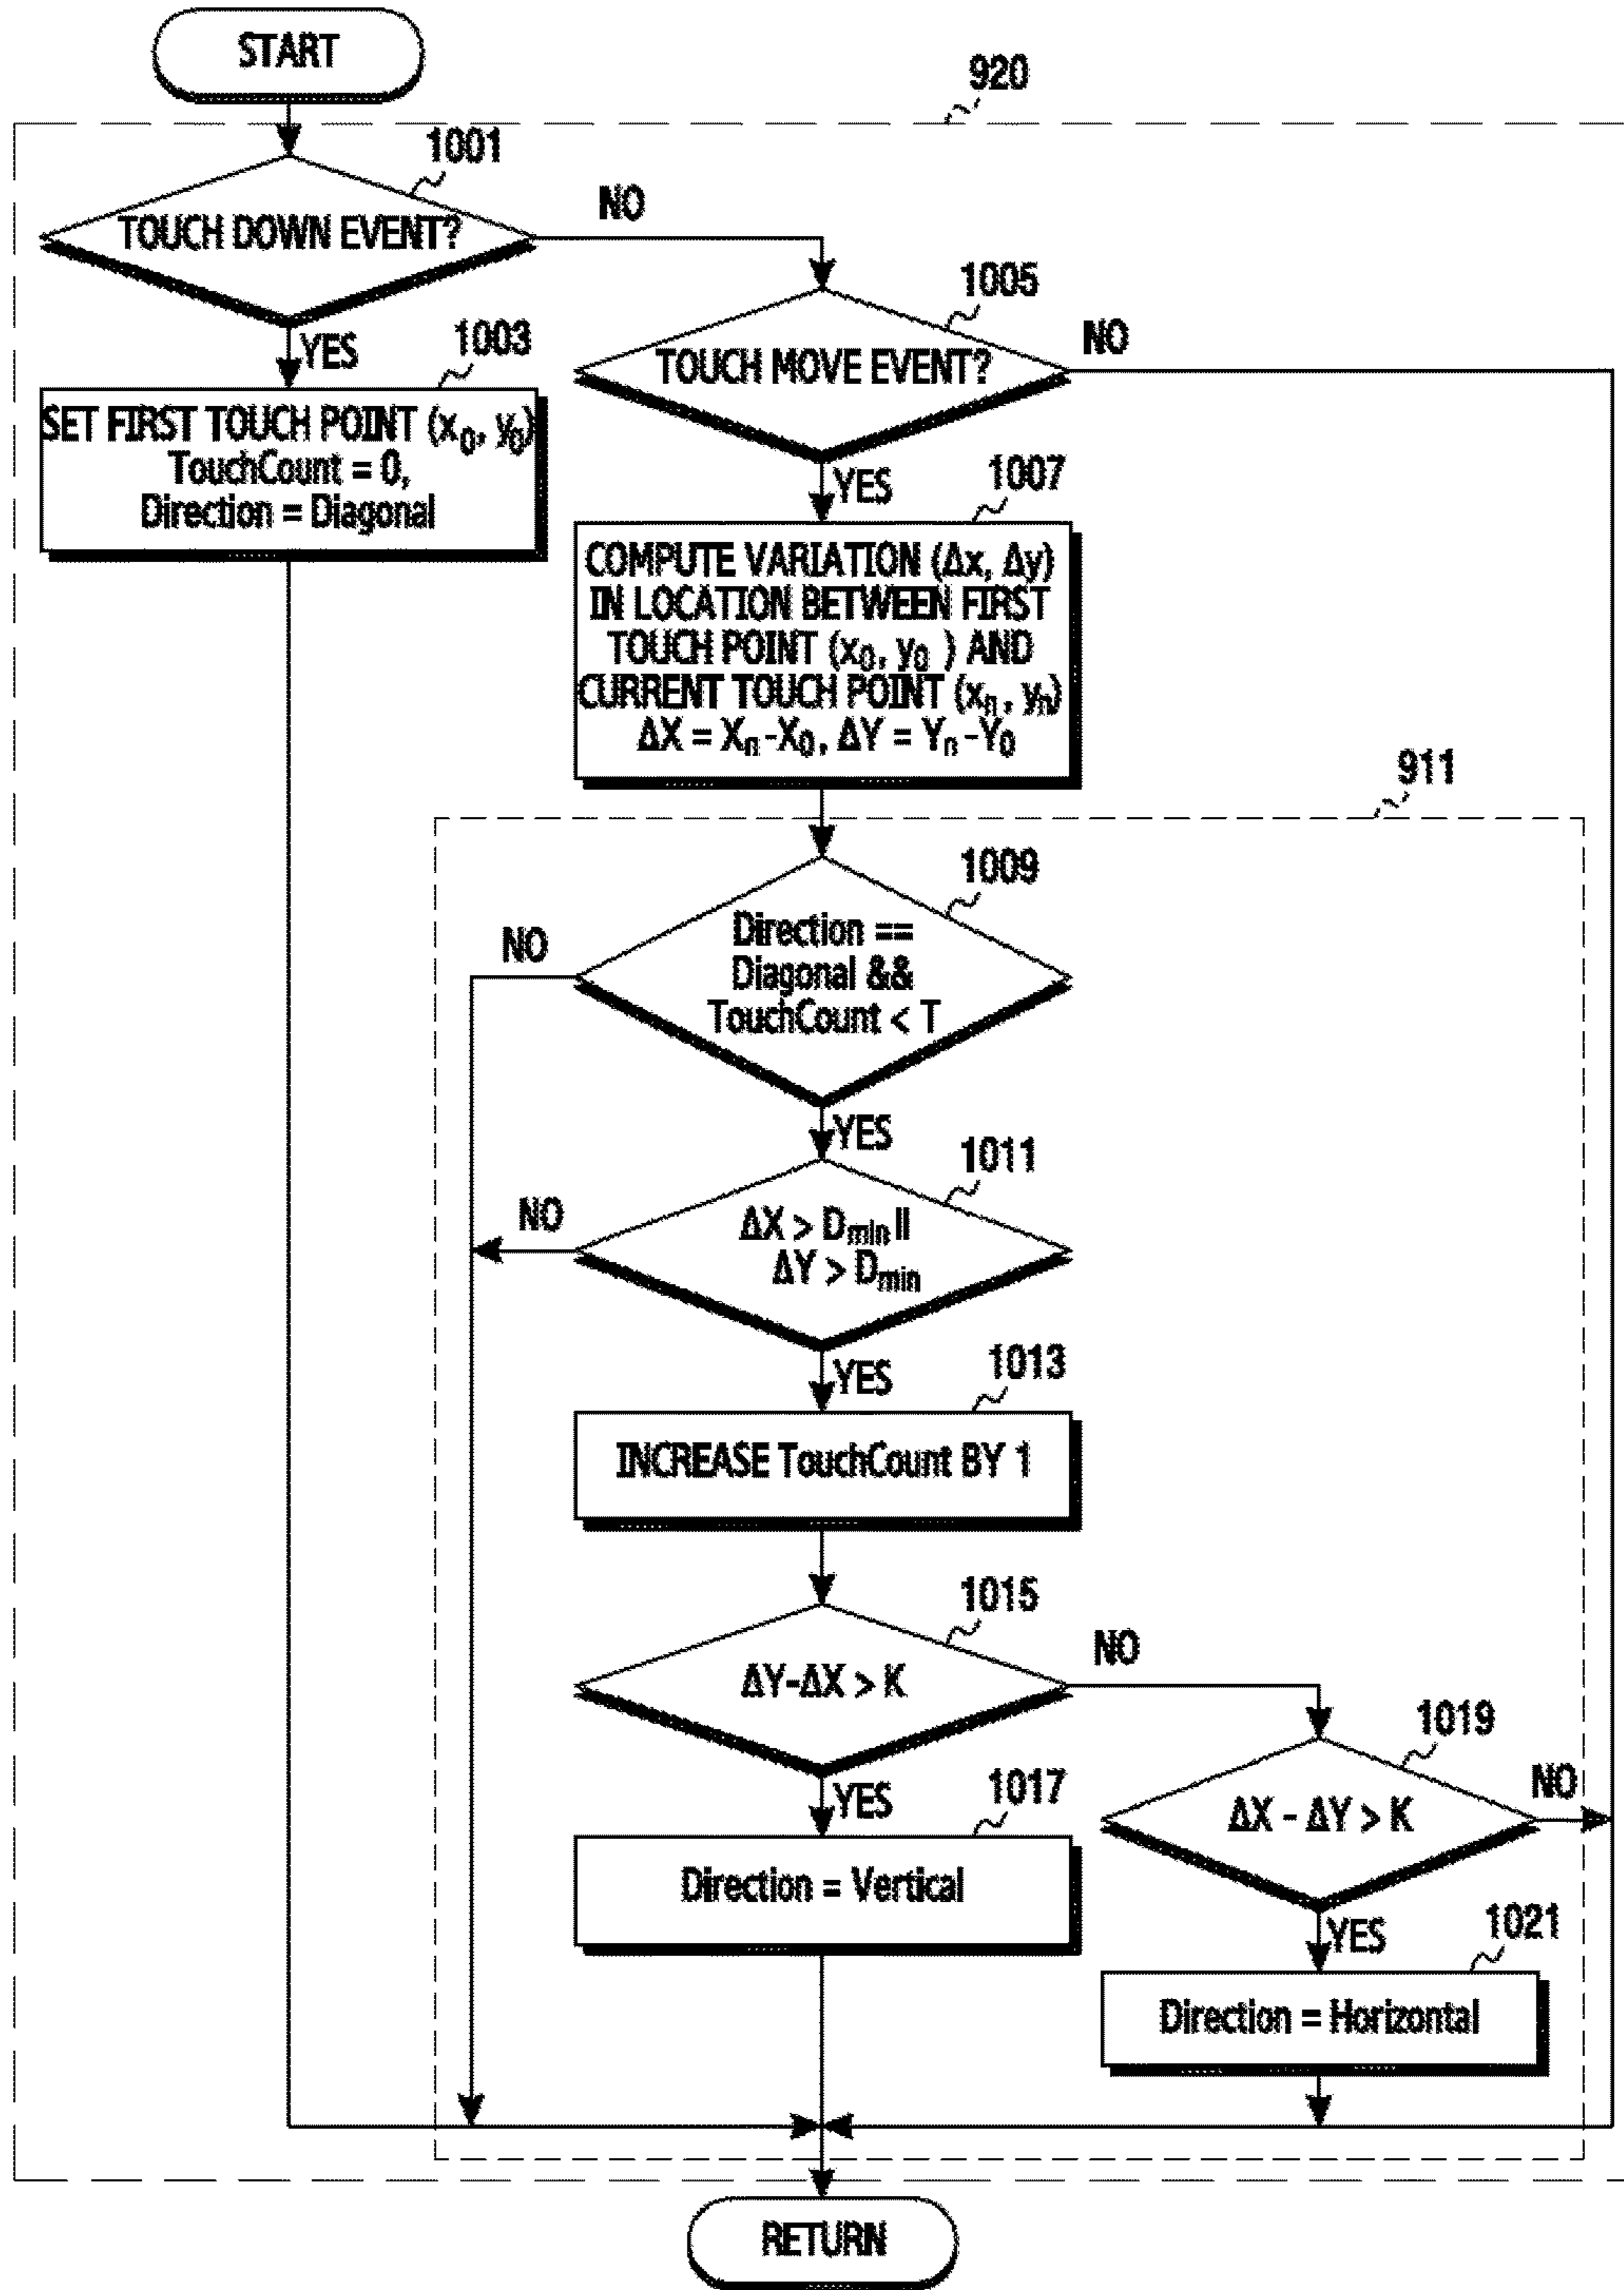 START
920
1001
TOUCH DOWN EVENT?
NO
YES
1003
SET FIRST TOUCH POINT (x₀, y₀)
TouchCount = 0,
Direction = Diagonal
1005
TOUCH MOVE EVENT?
NO
YES
1007
COMPUTE VARIATION (Δx, Δy)
IN LOCATION BETWEEN FIRST
TOUCH POINT (x₀, y₀ ) AND
CURRENT TOUCH POINT (xₙ, yₙ)
ΔX = Xₙ-X₀, ΔY = Yₙ-Y₀
911
1009
Direction ==
Diagonal &&
TouchCount < T
NO
YES
1011
ΔX > Dmin ||
ΔY > Dmin
NO
YES
1013
INCREASE TouchCount BY 1
1015
ΔY-ΔX > K
NO
YES
1017
Direction = Vertical
1019
ΔX - ΔY > K
NO
YES
1021
Direction = Horizontal
RETURN